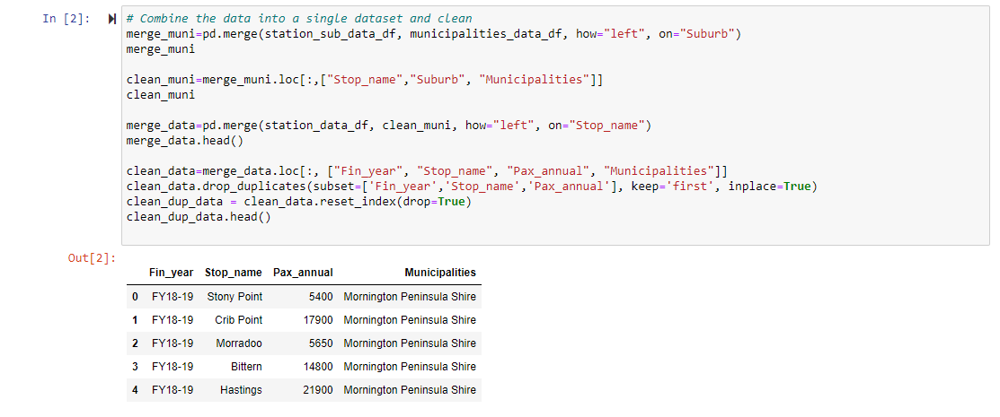 In [2]:
# Combine the data into a single dataset and clean
merge_muni=pd.merge(station_sub_data_df, municipalities_data_df, how="left", on="Suburb")
merge_muni
clean_muni=merge_muni.loc[:,["Stop_name","Suburb", "Municipalities"]]
clean_muni
merge_data=pd.merge(station_data_df, clean_muni, how="left", on="Stop_name")
merge_data.head()
clean_data=merge_data.loc[:, ["Fin_year", "Stop_name", "Pax_annual", "Municipalities"]]
clean_data.drop_duplicates(subset=['Fin_year','Stop_name','Pax_annual'], keep='first', inplace=True)
clean_dup_data = clean_data.reset_index(drop=True)
clean_dup_data.head()
Out[2]:
Fin_year Stop_name Pax_annual Municipalities
0 FY18-19 Stony Point 5400 Mornington Peninsula Shire
1 FY18-19 Crib Point 17900 Mornington Peninsula Shire
2 FY18-19 Morradoo 5650 Mornington Peninsula Shire
3 FY18-19 Bittern 14800 Mornington Peninsula Shire
4 FY18-19 Hastings 21900 Mornington Peninsula Shire